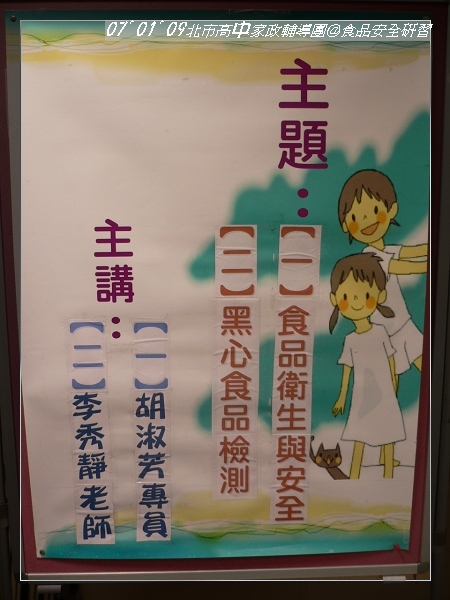 07' 01' 09北市高中家政輔導團@食品安全研習
主題：
【一】食品衛生與安全
【二】黑心食品檢測
主講：
【一】胡淑芳專員
【二】李秀靜老師